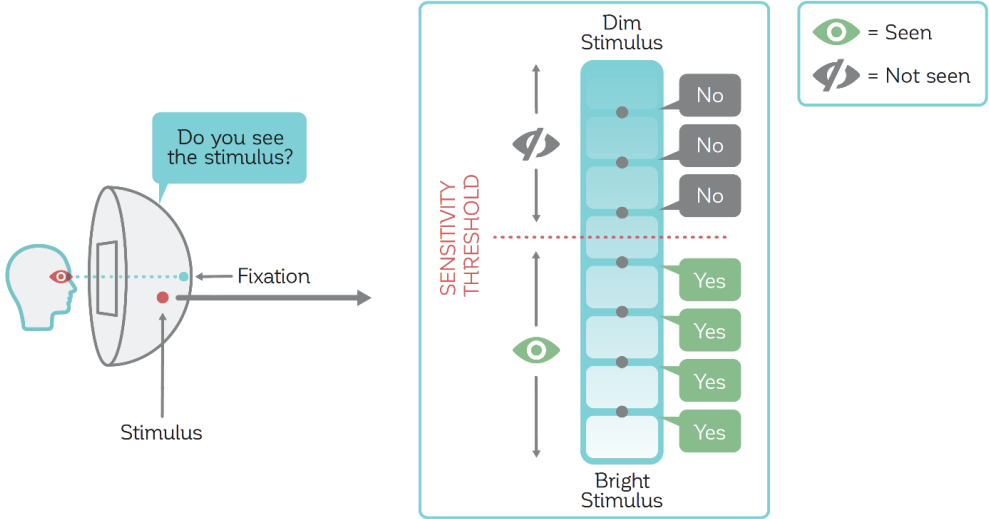 Do you see
the stimulus?
Fixation
Stimulus
Dim
Stimulus
SENSITIVITY
THRESHOLD
No
No
No
Yes
Yes
Yes
Yes
Bright
Stimulus
= Seen
= Not seen